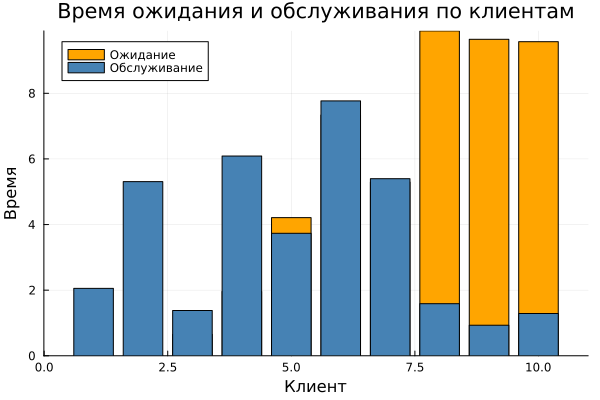 Время ожидания и обслуживания по клиентам
Ожидание
Обслуживание
Время
8
6
4
2
0
0.0 2.5 5.0 7.5 10.0
Клиент